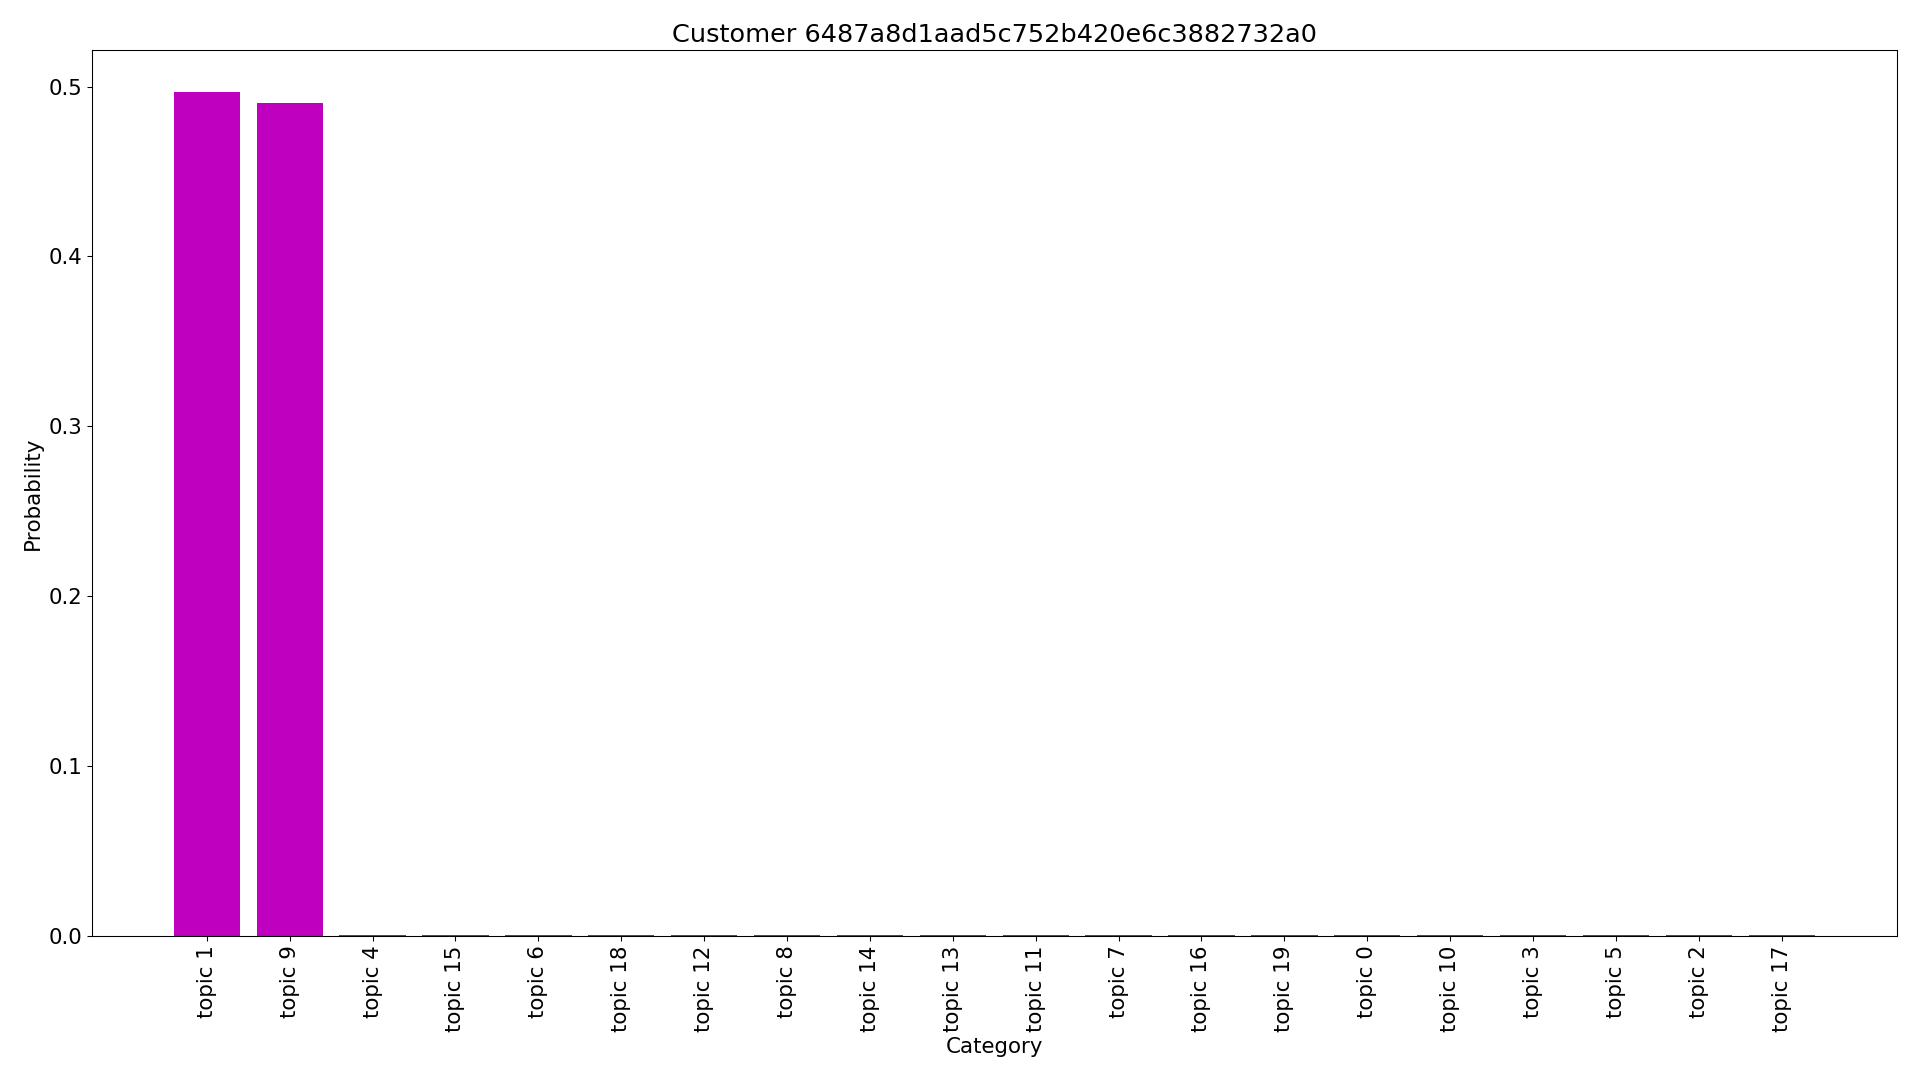 Customer 6487a8d1aad5c752b420e6c3882732a0
Probability
0.5
0.4
0.3
0.2
0.1
0.0
topic 1
topic 9
topic 4
topic 15
topic 6
topic 18
topic 12
topic 8
topic 14
topic 13
topic 11
topic 7
topic 16
topic 19
topic 0
topic 10
topic 3
topic 5
topic 2
topic 17
Category